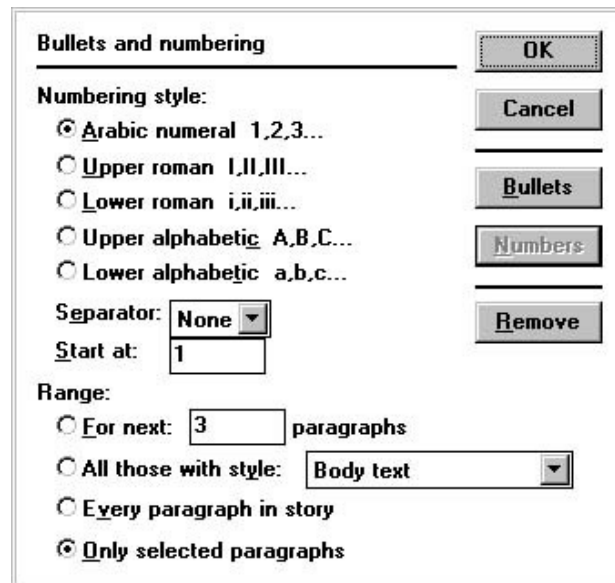 Bullets and numbering
OK
Numbering style:
Cancel
Arabic numeral 1,2,3...
Upper roman I,II,III...
Bullets
Lower roman i,ii,iii...
Upper alphabetic A,B,C...
Numbers
Lower alphabetic a,b,c...
Separator: None
Remove
Start at: 1
Range:
For next: 3 paragraphs
All those with style: Body text
Every paragraph in story
Only selected paragraphs